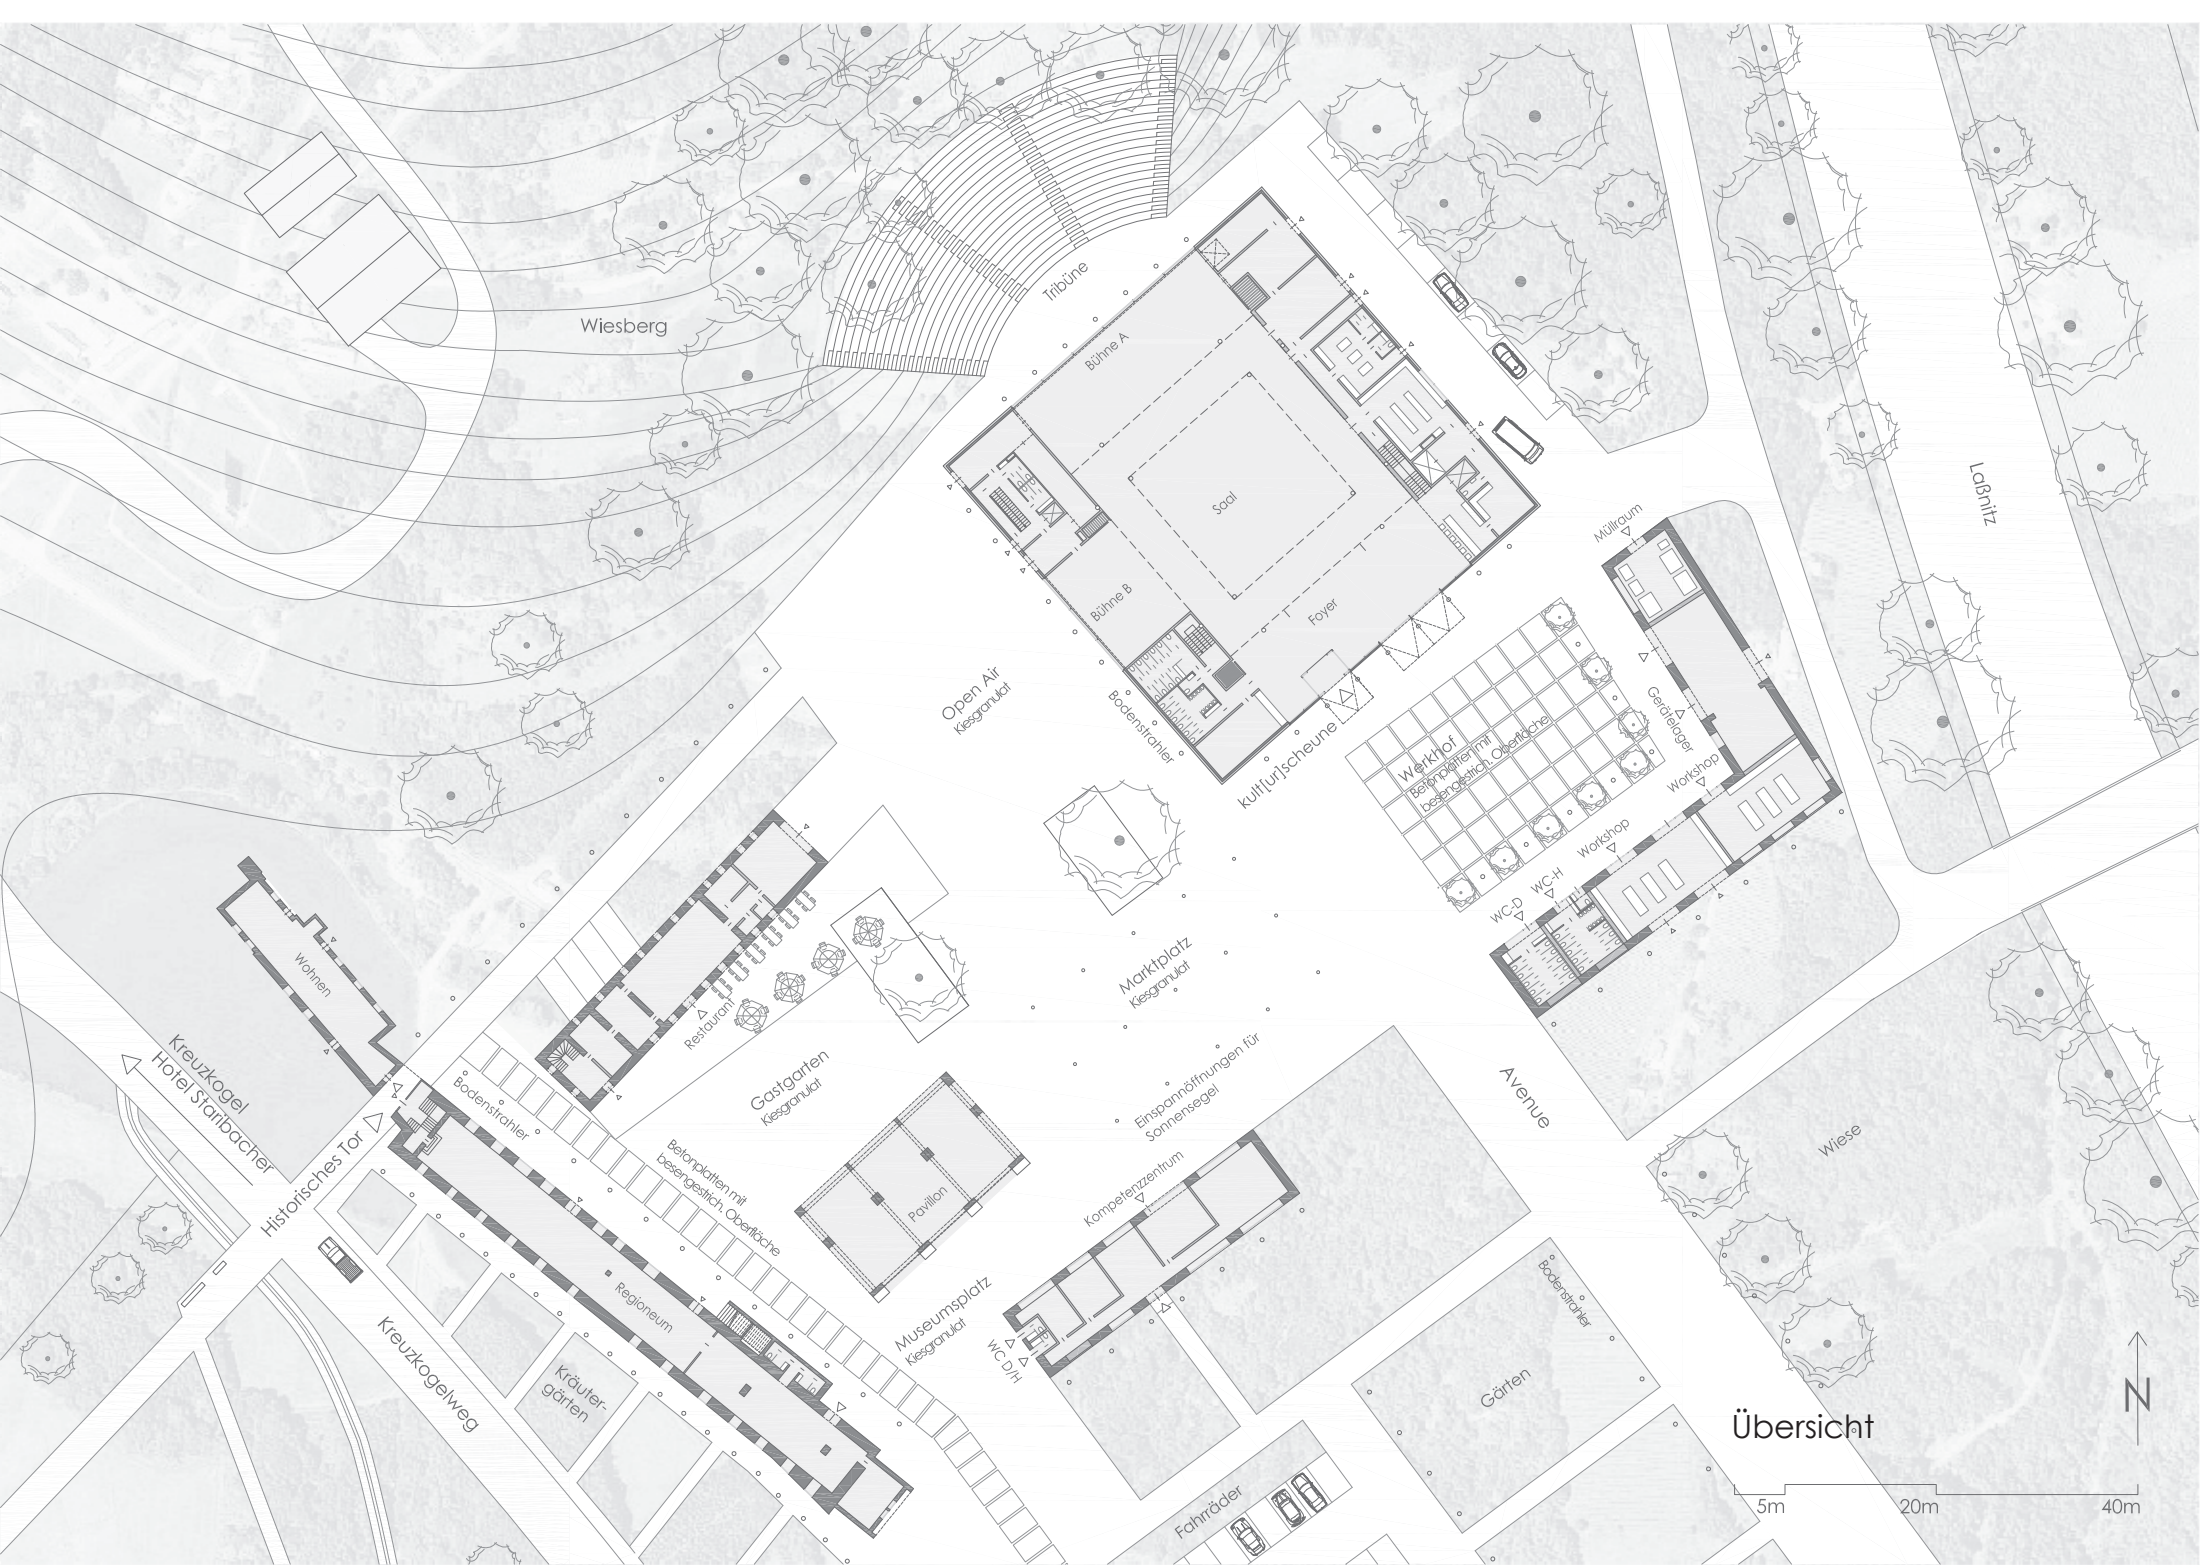 Wiesberg
Tribüne
Bühne A
Saal
Bühne B
Foyer
Laßnitz
Müllraum
Open Air
Kiesgranulat
Bodenstrahler
kult[ur]scheune
Werkhof
Betonplatten mit
besengestrich. Oberfläche
Gerätelager
Workshop
Workshop
WC-H
WC-D
Wohnen
Restaurant
Marktplatz
Kiesgranulat
Kreuzkogel
Hotel Staribacher
Historisches Tor
Bodenstrahler
Gastgarten
Kiesgranulat
Einspannöffnungen für
Sonnensegel
Avenue
Wiese
Betonplatten mit
besengestrich. Oberfläche
Pavillon
Kompetenzzentrum
Regioneum
Museumsplatz
Kiesgranulat
WC D/H
Bodenstrahler
Kreuzkogelweg
Kräuter-
gärten
Gärten
Fahrräder
N
Übersicht
5m
20m
40m